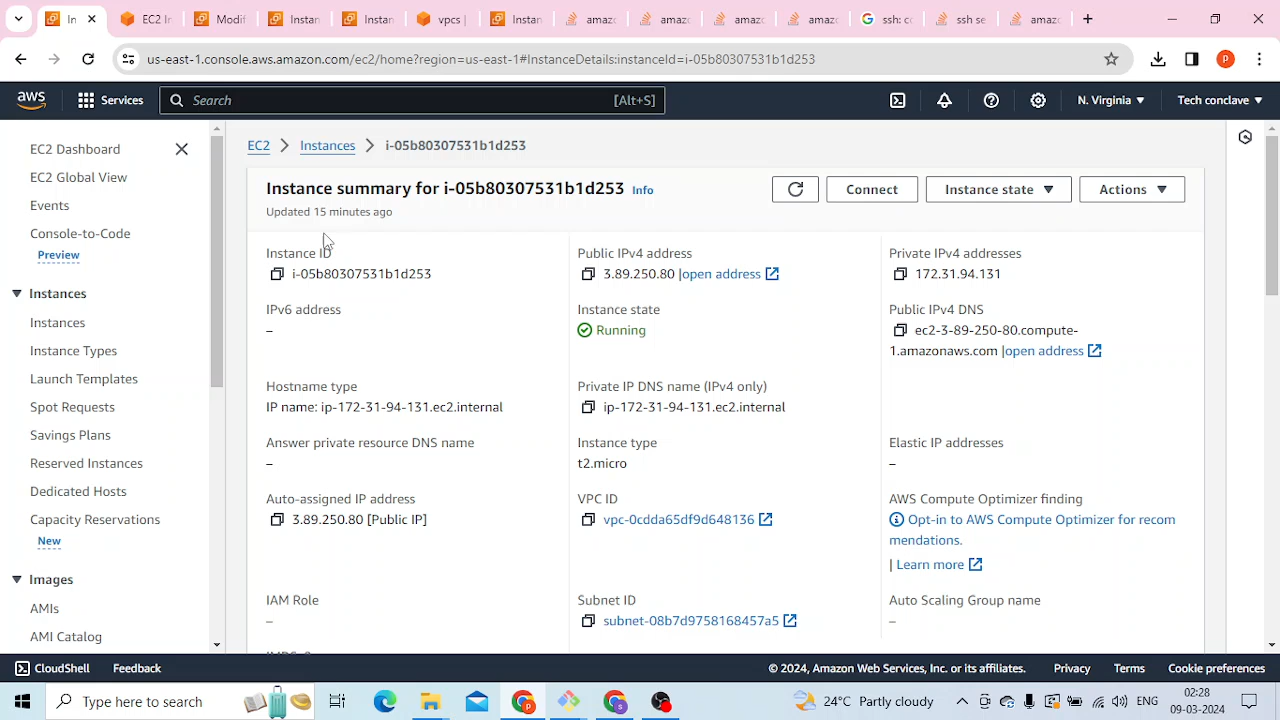 In
EC2 In
Modif
Instan
Instan
vpcs |
Instan
amazo
amazo
amazo
amazo
ssh: co
ssh se
amazo
us-east-1.console.aws.amazon.com/ec2/home?region=us-east-1#InstanceDetails:instanceId=i-05b80307531b1d253
P
aws
Services
Search
[Alt+S]
N. Virginia
Tech conclave
EC2 Dashboard
EC2 Global View
Events
Console-to-Code
Preview
Instances
Instances
Instance Types
Launch Templates
Spot Requests
Savings Plans
Reserved Instances
Dedicated Hosts
Capacity Reservations
New
Images
AMIs
AMI Catalog
EC2 > Instances > i-05b80307531b1d253
Instance summary for i-05b80307531b1d253 Info
Updated 15 minutes ago
Connect
Instance state
Actions
Instance ID
i-05b80307531b1d253
Public IPv4 address
3.89.250.80 |open address
Private IPv4 addresses
172.31.94.131
IPv6 address
–
Instance state
Running
Public IPv4 DNS
ec2-3-89-250-80.compute-
1.amazonaws.com |open address
Hostname type
IP name: ip-172-31-94-131.ec2.internal
Private IP DNS name (IPv4 only)
ip-172-31-94-131.ec2.internal
Answer private resource DNS name
–
Instance type
t2.micro
Elastic IP addresses
–
Auto-assigned IP address
3.89.250.80 [Public IP]
VPC ID
vpc-0cdda65df9d648136
AWS Compute Optimizer finding
Opt-in to AWS Compute Optimizer for recom
mendations.
| Learn more
IAM Role
–
Subnet ID
subnet-08b7d9758168457a5
Auto Scaling Group name
–
CloudShell
Feedback
© 2024, Amazon Web Services, Inc. or its affiliates.
Privacy
Terms
Cookie preferences
Type here to search
24°C Partly cloudy
ENG
02:28
09-03-2024